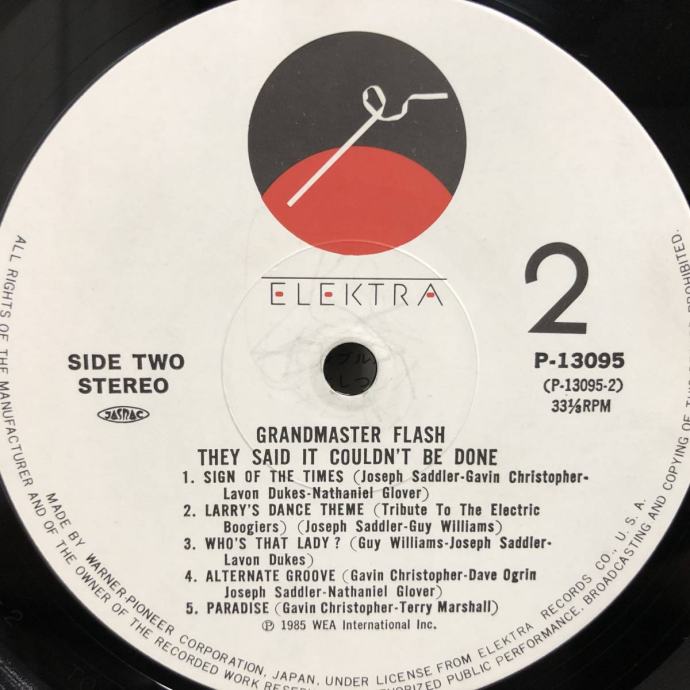 ELEKTRA
2
SIDE TWO
STEREO
JASRAC
P-13095
(P-13095-2)
33⅓RPM
GRANDMASTER FLASH
THEY SAID IT COULDN'T BE DONE
1. SIGN OF THE TIMES (Joseph Saddler-Gavin Christopher-
Lavon Dukes-Nathaniel Glover)
2. LARRY'S DANCE THEME (Tribute To The Electric
Boogiers) (Joseph Saddler-Guy Williams)
3. WHO'S THAT LADY? (Guy Williams-Joseph Saddler-
Lavon Dukes)
4. ALTERNATE GROOVE (Gavin Christopher-Dave Ogrin
Joseph Saddler-Nathaniel Glover)
5. PARADISE (Gavin Christopher-Terry Marshall)
℗ 1985 WEA International Inc.
MADE BY WARNER-PIONEER CORPORATION, JAPAN. UNDER LICENSE FROM ELEKTRA RECORDS CO., U.S.A.
ALL RIGHTS OF THE MANUFACTURER AND OF THE OWNER OF THE RECORDED WORK PUBLIC PERFORMANCE, BROADCASTING AND COPYING OF PROHIBITED.